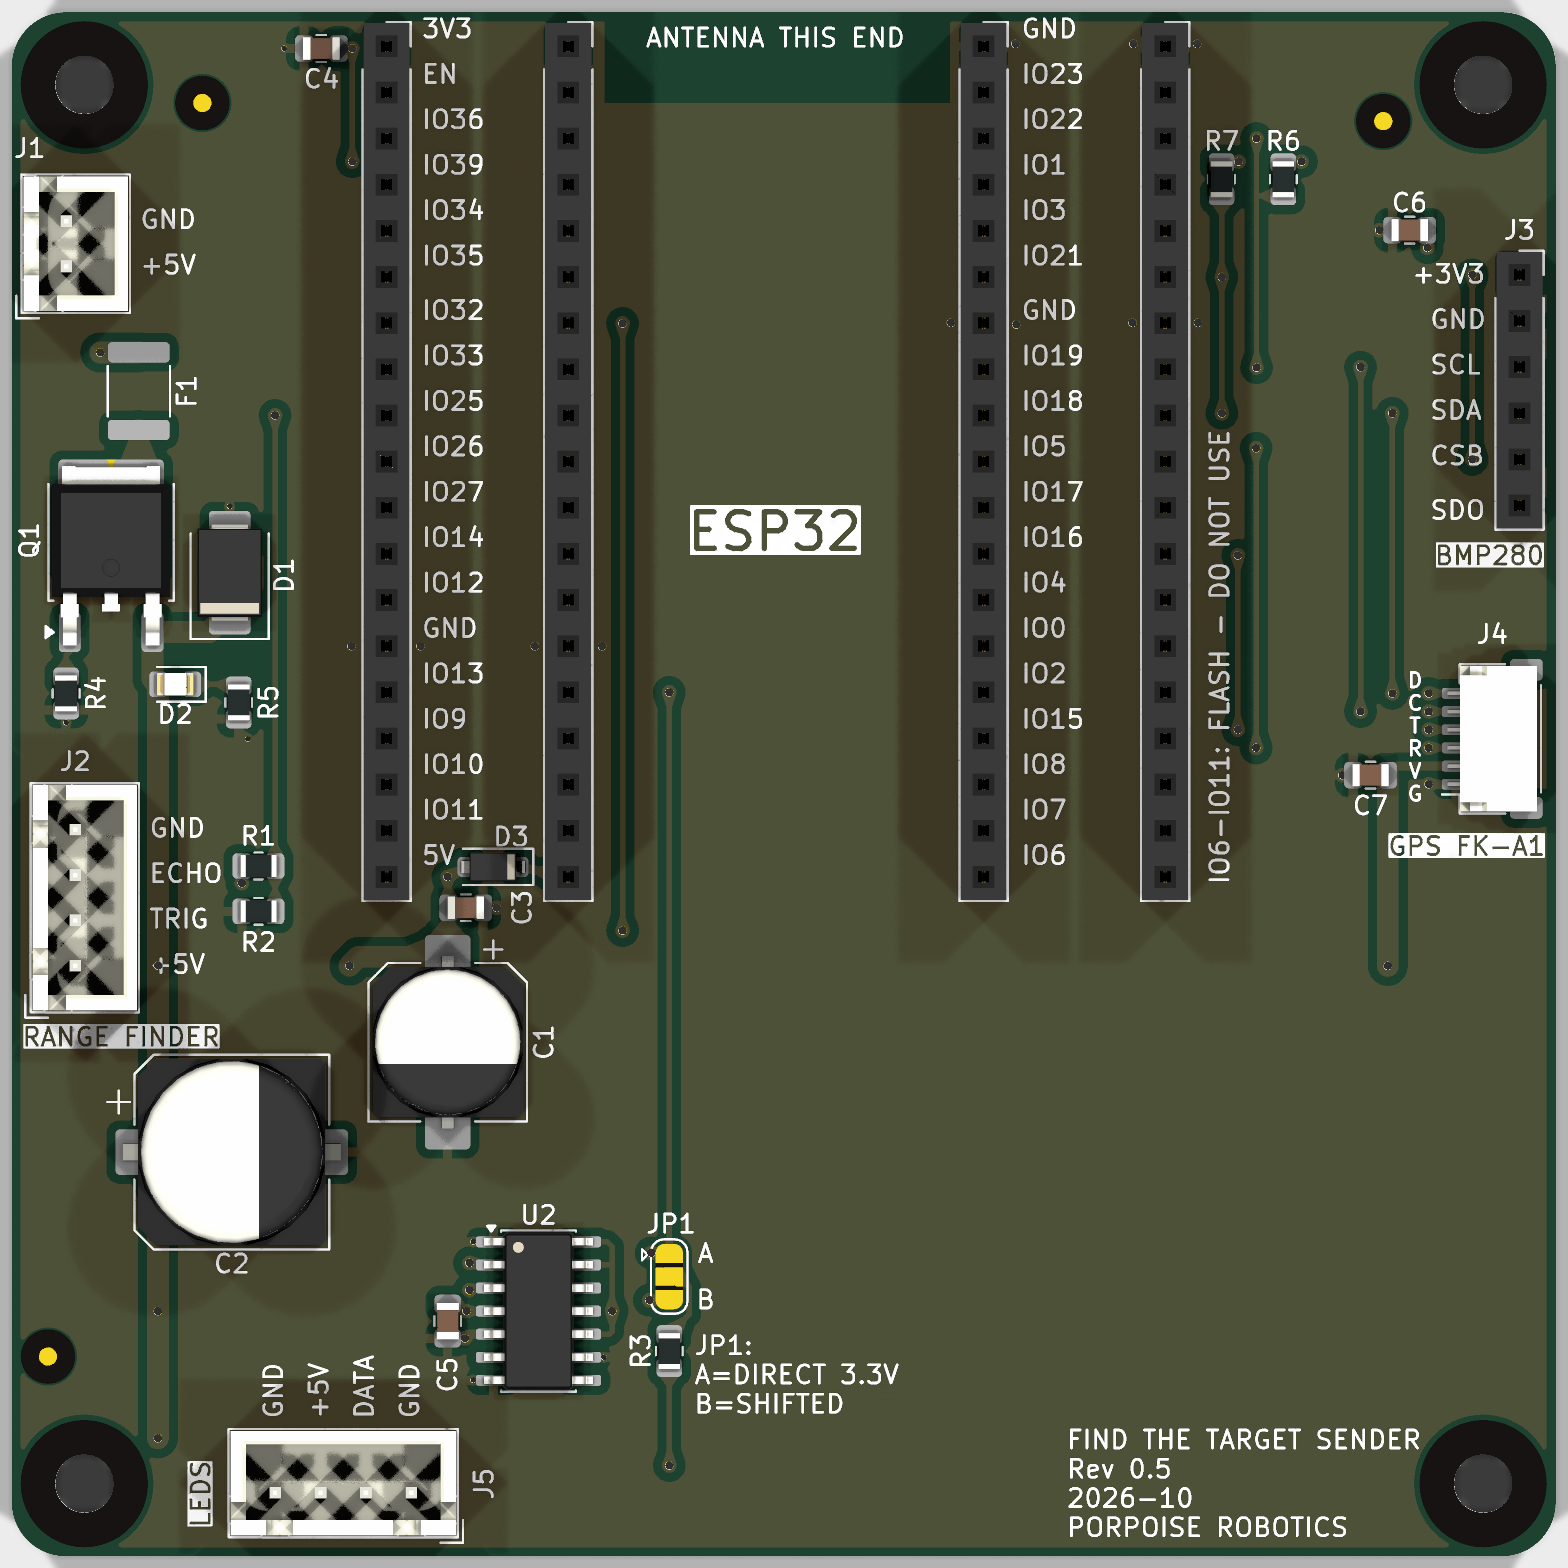 ANTENNA THIS END
C4
J1
GND
+5V
F1
Q1
D1
R4
D2
R5
J2
GND
ECHO
TRIG
+5V
RANGE FINDER
R1
R2
3V3
EN
IO36
IO39
IO34
IO35
IO32
IO33
IO25
IO26
IO27
IO14
IO12
GND
IO13
IO9
IO10
IO11
5V
D3
C3
+
C1
+
C2
ESP32
GND
IO23
IO22
IO1
IO3
IO21
GND
IO19
IO18
IO5
IO17
IO16
IO4
IO0
IO2
IO15
IO8
IO7
IO6
IO6-IO11: FLASH - DO NOT USE
R7
R6
C6
J3
+3V3
GND
SCL
SDA
CSB
SDO
BMP280
J4
D
C
T
R
V
G
C7
GPS FK-A1
U2
C5
JP1
A
B
R3
JP1:
A=DIRECT 3.3V
B=SHIFTED
GND
+5V
DATA
GND
LEDS
J5
FIND THE TARGET SENDER
Rev 0.5
2026-10
PORPOISE ROBOTICS